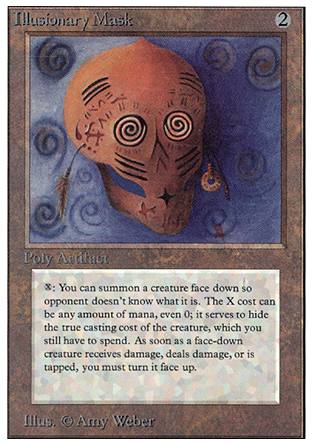 Illusionary Mask 2
Poly Artifact
X: You can summon a creature face down so
opponent doesn't know what it is. The X cost can
be any amount of mana, even 0; it serves to hide
the true casting cost of the creature, which you
still have to spend. As soon as a face-down
creature receives damage, deals damage, or is
tapped, you must turn it face up.
Illus. © Amy Weber